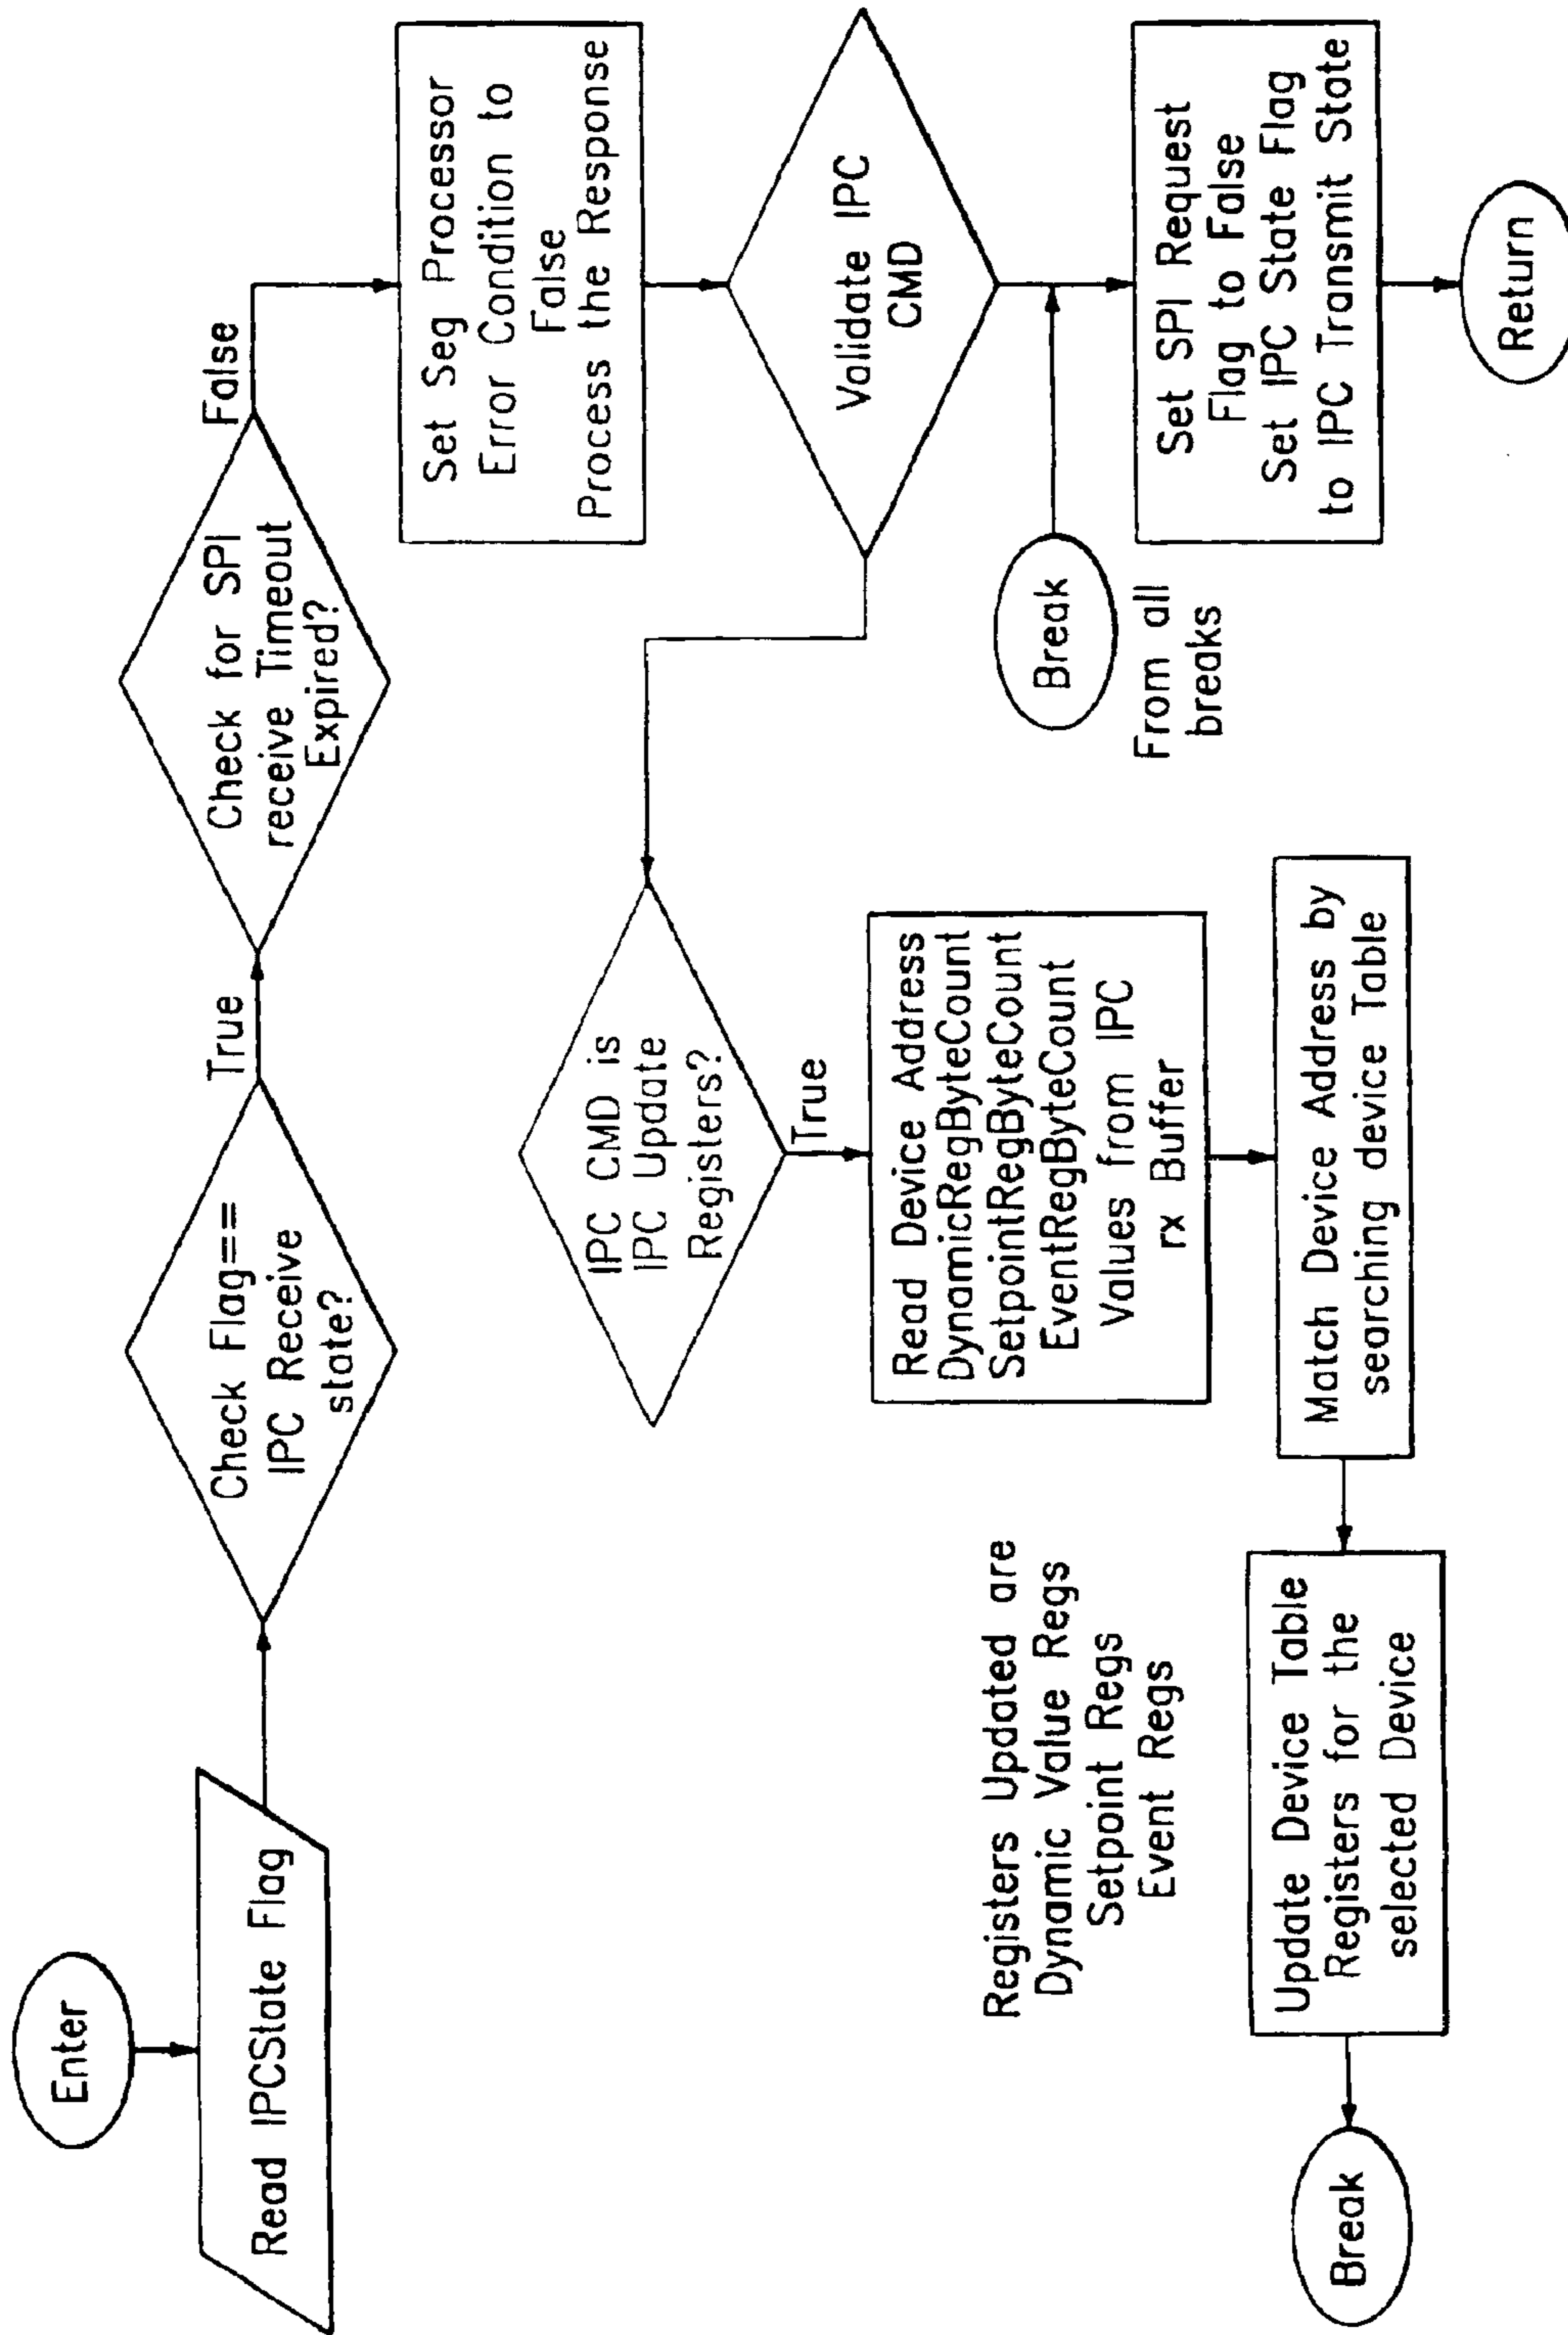 Enter
Read IPCState Flag
Check Flag==
IPC Receive
state?
True
Check for SPI
receive Timeout
Expired?
False
Set Seg Processor
Error Condition to
False
Process the Response
Validate IPC
CMD
IPC CMD is
IPC Update
Registers?
True
Read Device Address
DynamicRegByteCount
SetpointRegByteCount
EventRegByteCount
Values from IPC
rx Buffer
Match Device Address by
searching device Table
Registers Updated are
Dynamic Value Regs
Setpoint Regs
Event Regs
Update Device Table
Registers for the
selected Device
Break
Break
From all
breaks
Set SPI Request
Flag to False
Set IPC State Flag
to IPC Transmit State
Return